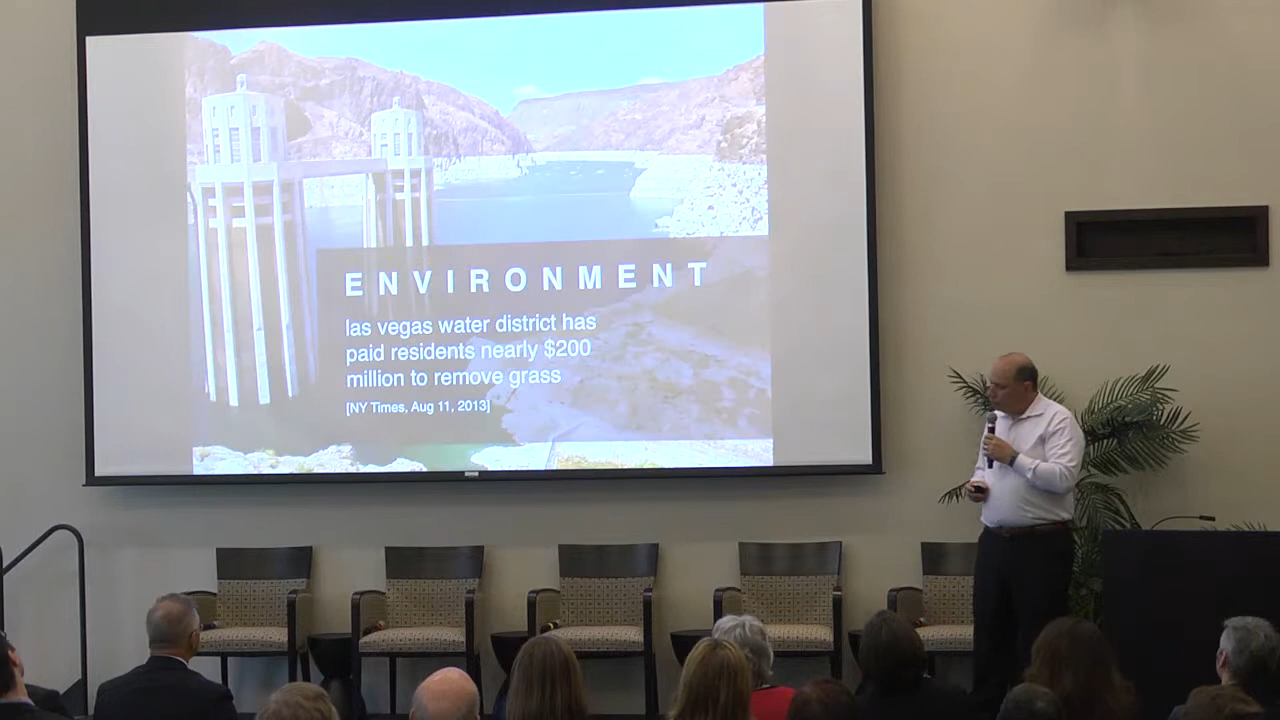 ENVIRONMENT
las vegas water district has
paid residents nearly $200
million to remove grass
[NY Times, Aug 11, 2013]